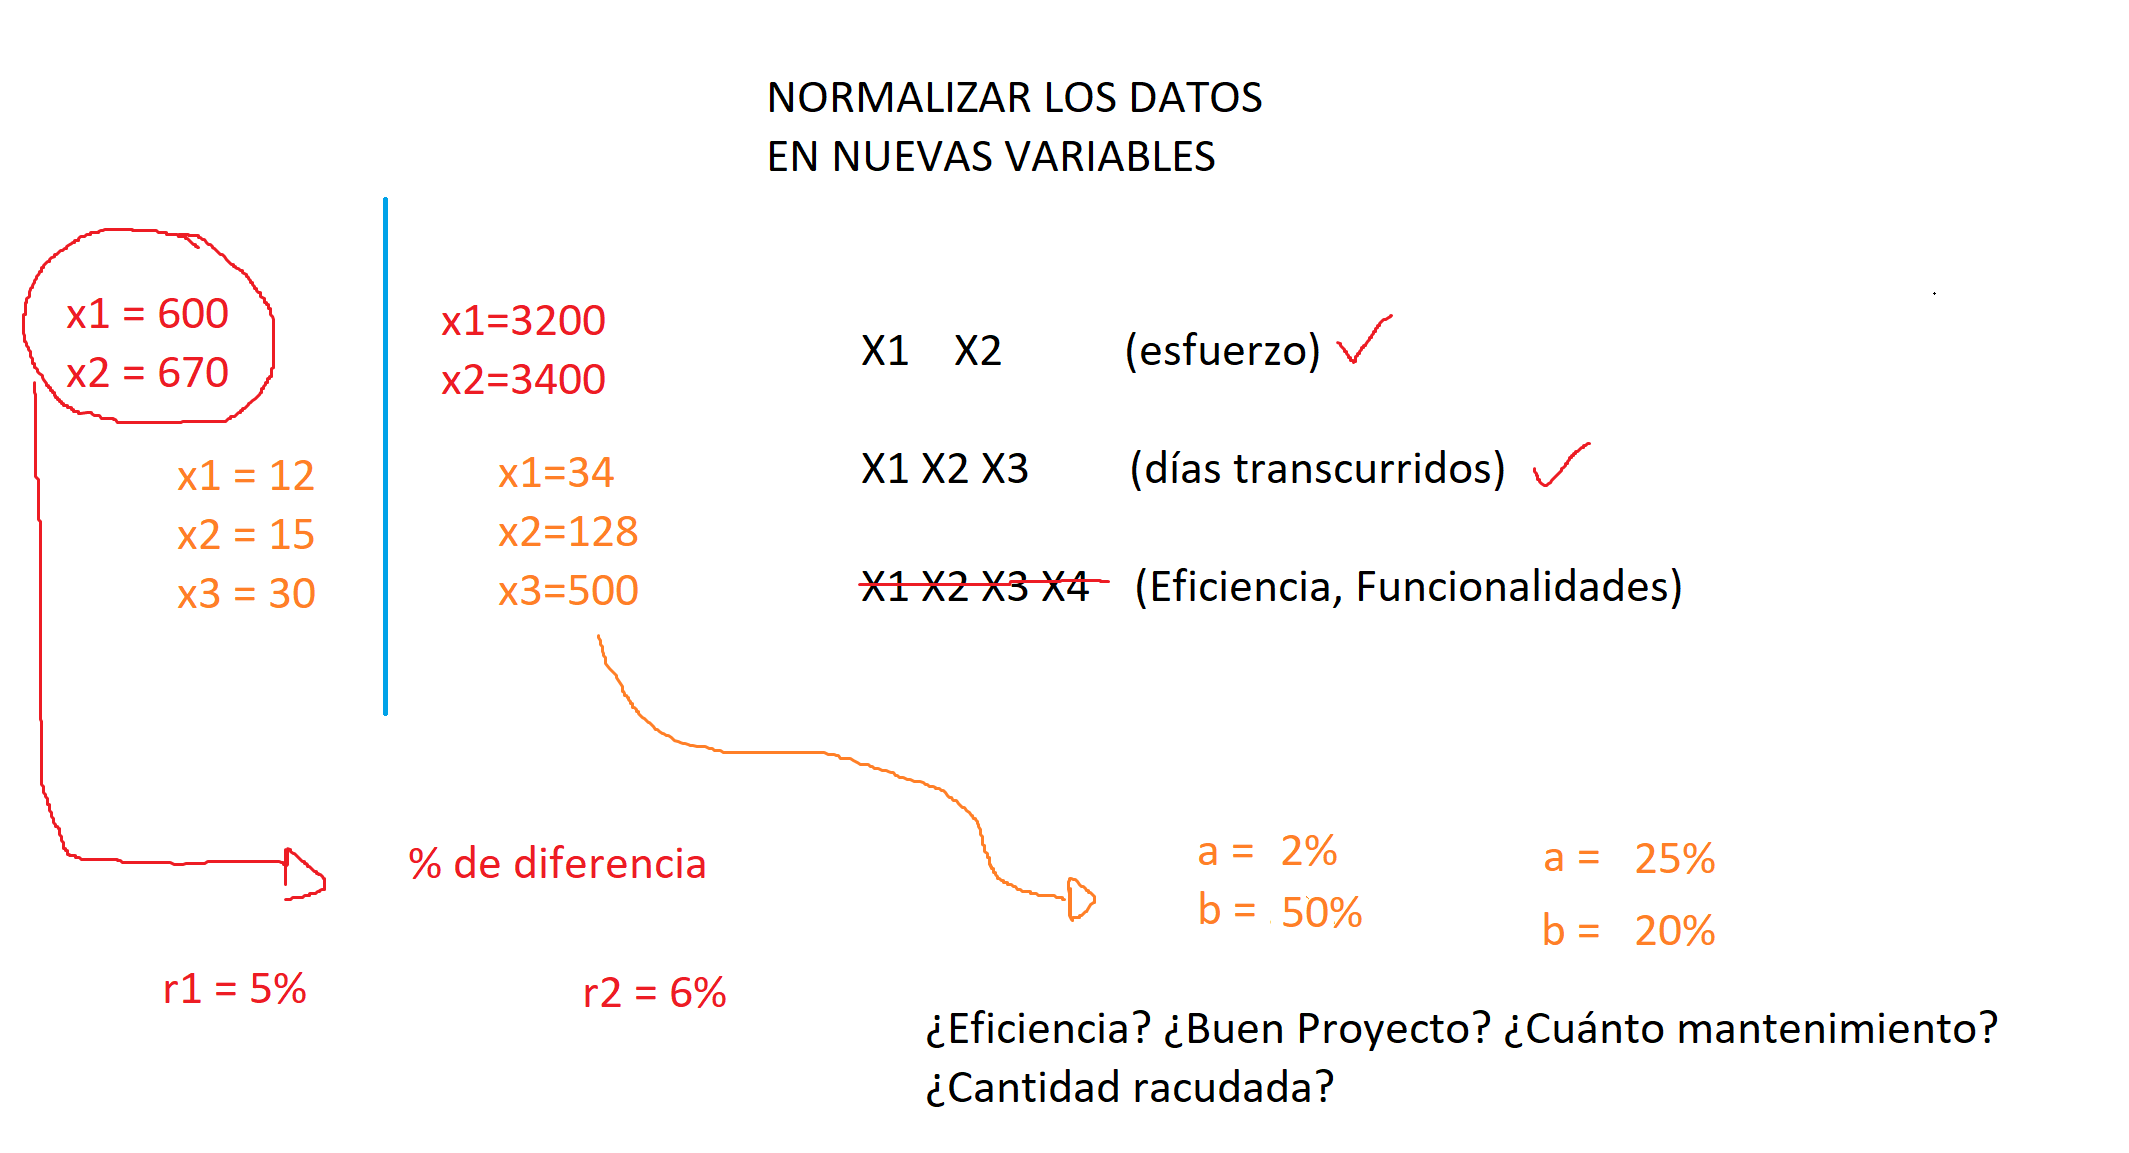 NORMALIZAR LOS DATOS
EN NUEVAS VARIABLES
x1 = 600
x2 = 670
x1 = 12
x2 = 15
x3 = 30
x1=3200
x2=3400
x1=34
x2=128
x3=500
X1 X2 (esfuerzo)
X1 X2 X3 (días transcurridos)
X1 X2 X3 X4 (Eficiencia, Funcionalidades)
% de diferencia
r1 = 5%
r2 = 6%
a = 2%
b = 50%
a = 25%
b = 20%
¿Eficiencia? ¿Buen Proyecto? ¿Cuánto mantenimiento?
¿Cantidad racudada?